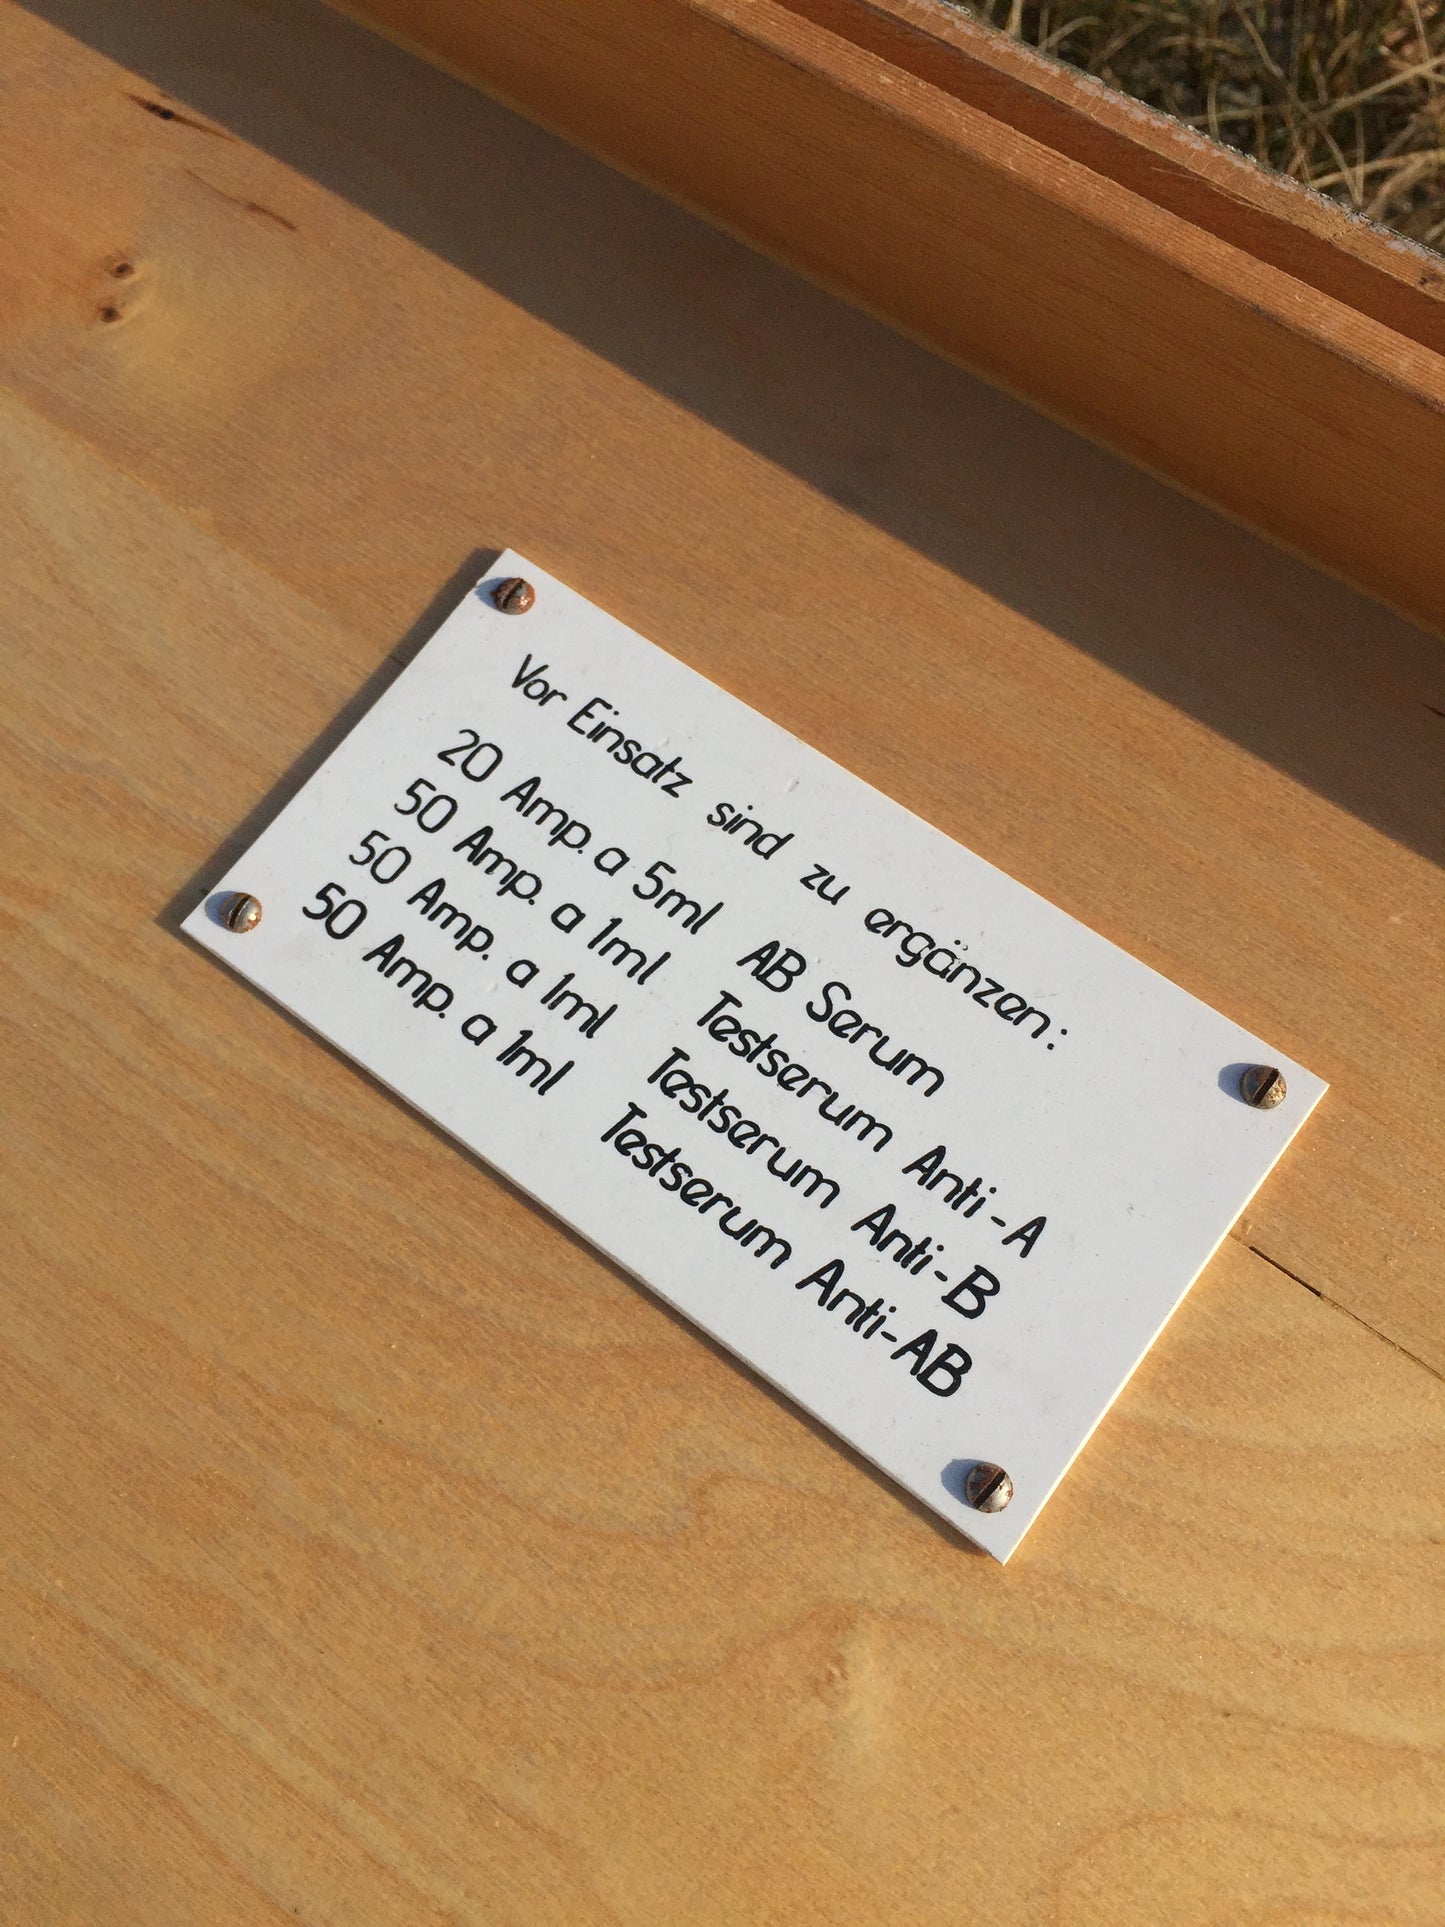 Vor Einsatz sind zu ergänzen:
20 Amp. a 5ml AB Serum
50 Amp. a 1ml Testserum Anti-A
50 Amp. a 1ml Testserum Anti-B
50 Amp. a 1ml Testserum Anti-AB